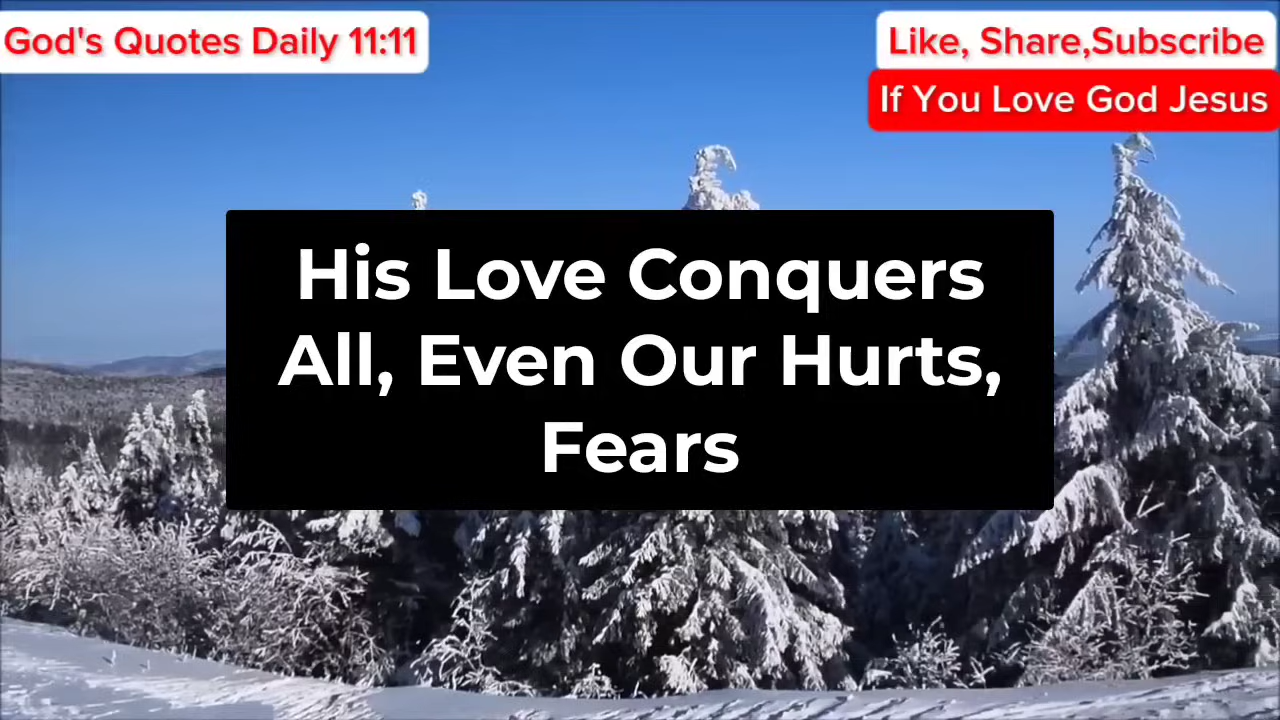 God's Quotes Daily 11:11
Like, Share,Subscribe
If You Love God Jesus
His Love Conquers
All, Even Our Hurts,
Fears